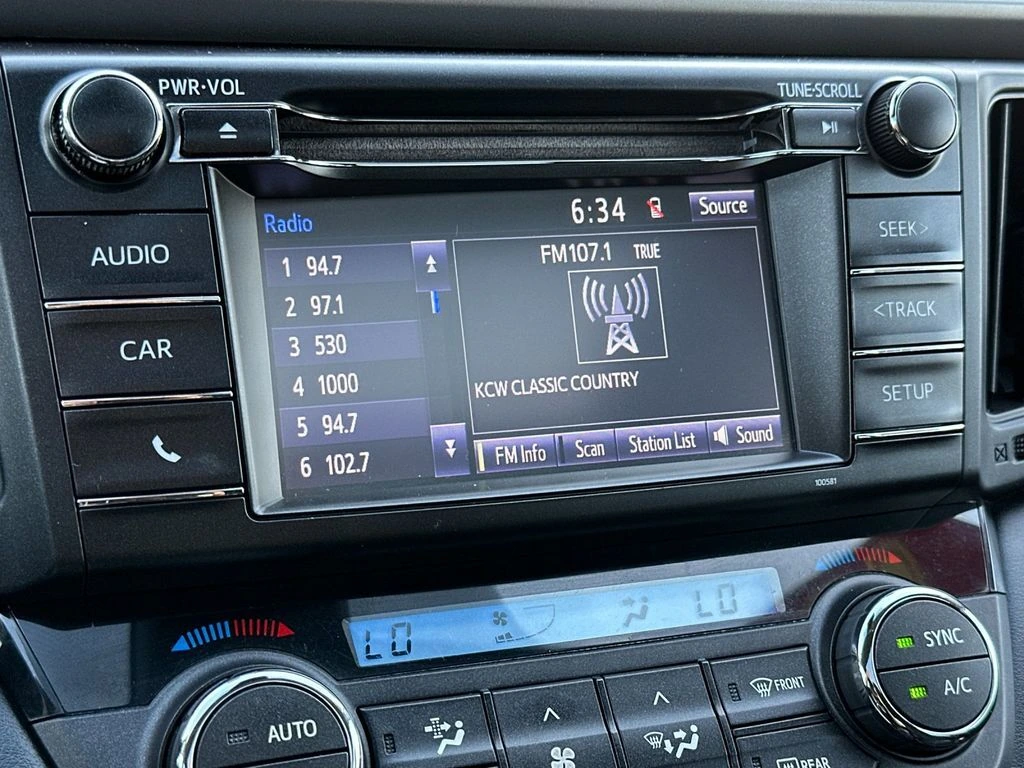 PWR·VOL
TUNE·SCROLL
AUDIO
CAR
Radio
6:34
Source
1 94.7
2 97.1
3 530
4 1000
5 94.7
6 102.7
FM107.1 TRUE
KCW CLASSIC COUNTRY
FM Info
Scan
Station List
Sound
SEEK>
<TRACK
SETUP
100581
LO
LO
AUTO
FRONT
REAR
SYNC
A/C